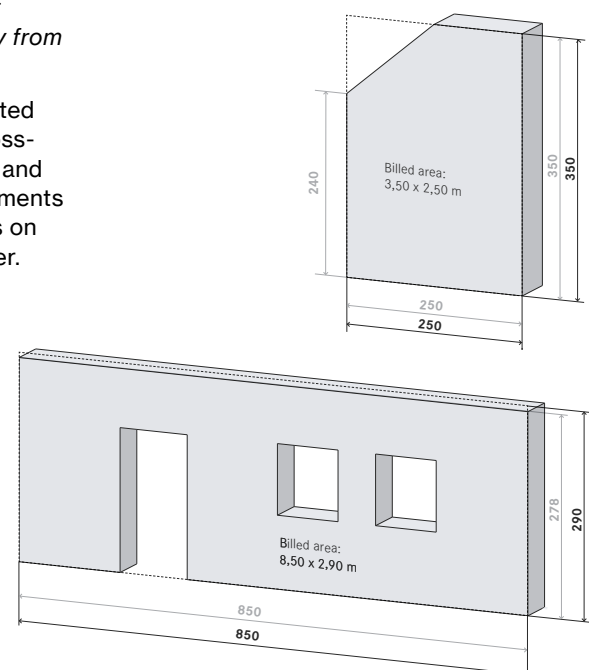 y from
ted
ess-
and
ments
s on
er.
Billed area:
3,50 x 2,50 m
240
350
350
250
250
Billed area:
8,50 x 2,90 m
278
290
850
850